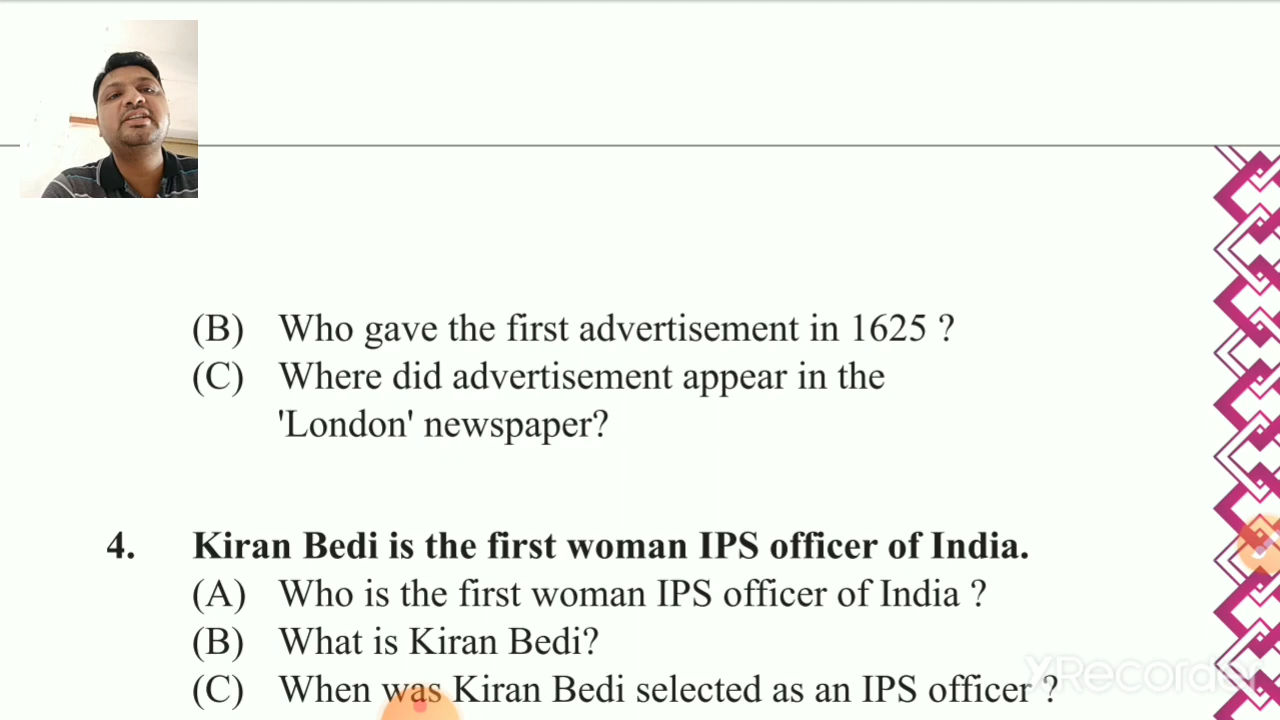 (B) Who gave the first advertisement in 1625 ?
(C) Where did advertisement appear in the
'London' newspaper?
4. Kiran Bedi is the first woman IPS officer of India.
(A) Who is the first woman IPS officer of India ?
(B) What is Kiran Bedi?
(C) When was Kiran Bedi selected as an IPS officer ?
XRecorder